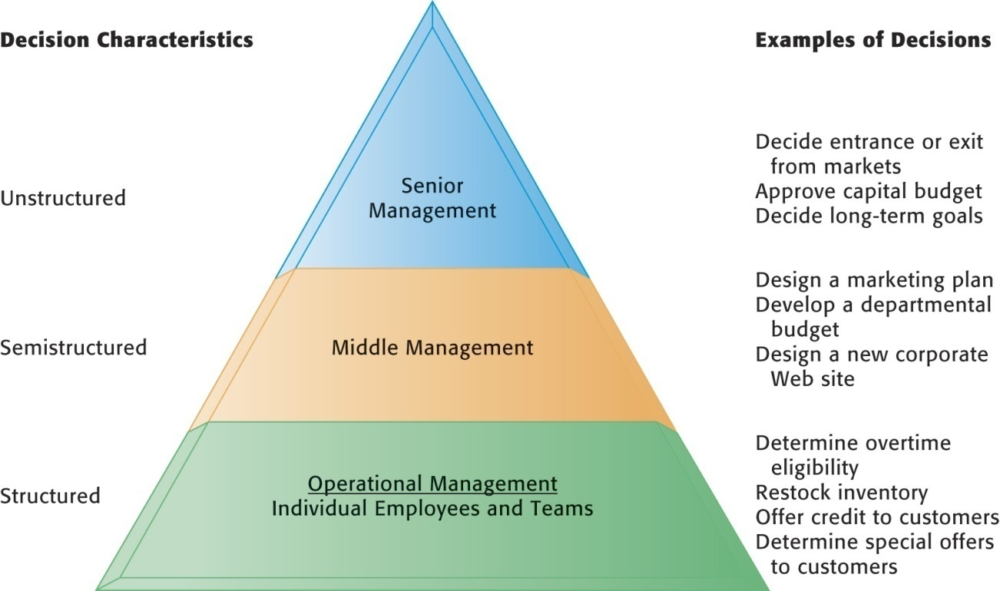 Decision Characteristics
Examples of Decisions
Unstructured
Senior
Management
Decide entrance or exit
from markets
Approve capital budget
Decide long-term goals
Semistructured
Middle Management
Design a marketing plan
Develop a departmental
budget
Design a new corporate
Web site
Structured
Operational Management
Individual Employees and Teams
Determine overtime
eligibility
Restock inventory
Offer credit to customers
Determine special offers
to customers